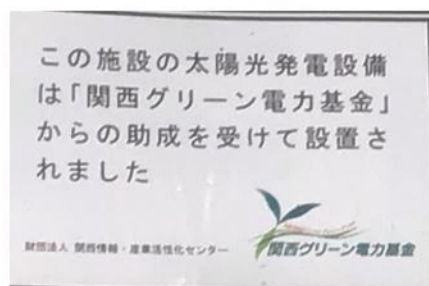 この施設の太陽光発電設備
は「関西グリーン電力基金」
からの助成を受けて設置さ
れました
財団法人 関西情報・産業活性化センター
関西グリーン電力基金